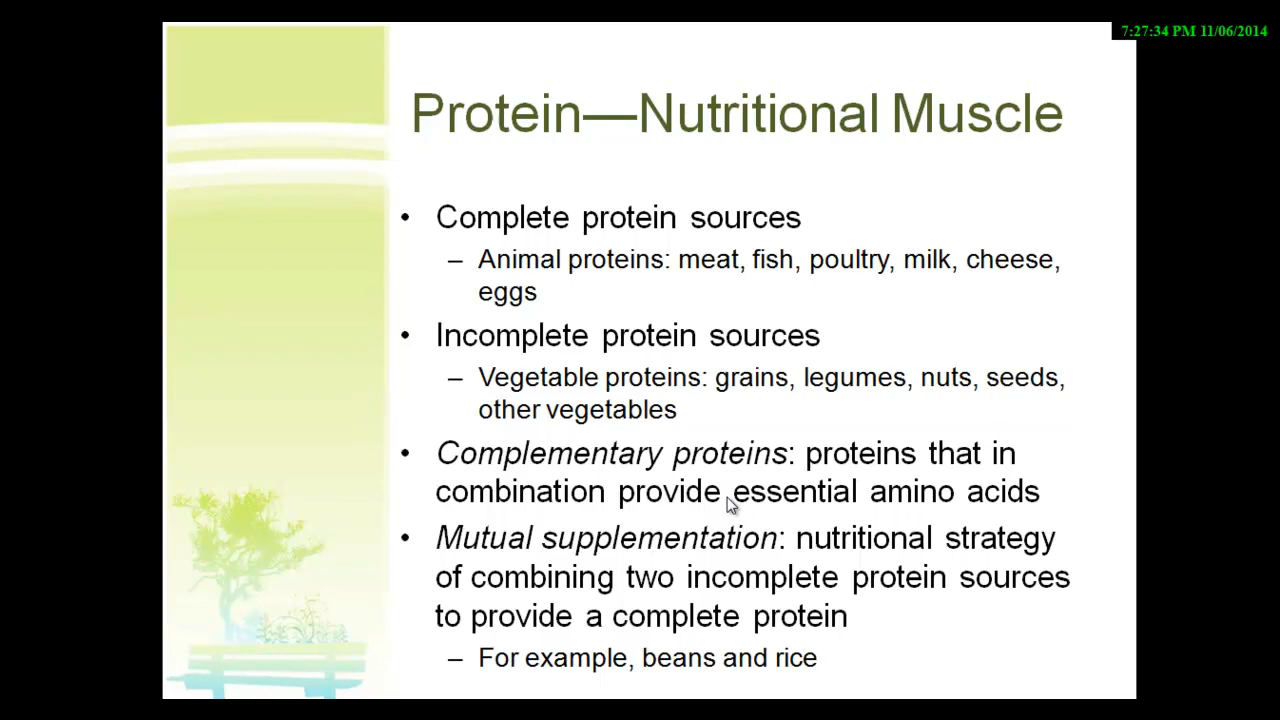 7:27:34 PM 11/06/2014
Protein—Nutritional Muscle
• Complete protein sources
– Animal proteins: meat, fish, poultry, milk, cheese,
eggs
• Incomplete protein sources
– Vegetable proteins: grains, legumes, nuts, seeds,
other vegetables
• Complementary proteins: proteins that in
combination provide essential amino acids
• Mutual supplementation: nutritional strategy
of combining two incomplete protein sources
to provide a complete protein
– For example, beans and rice